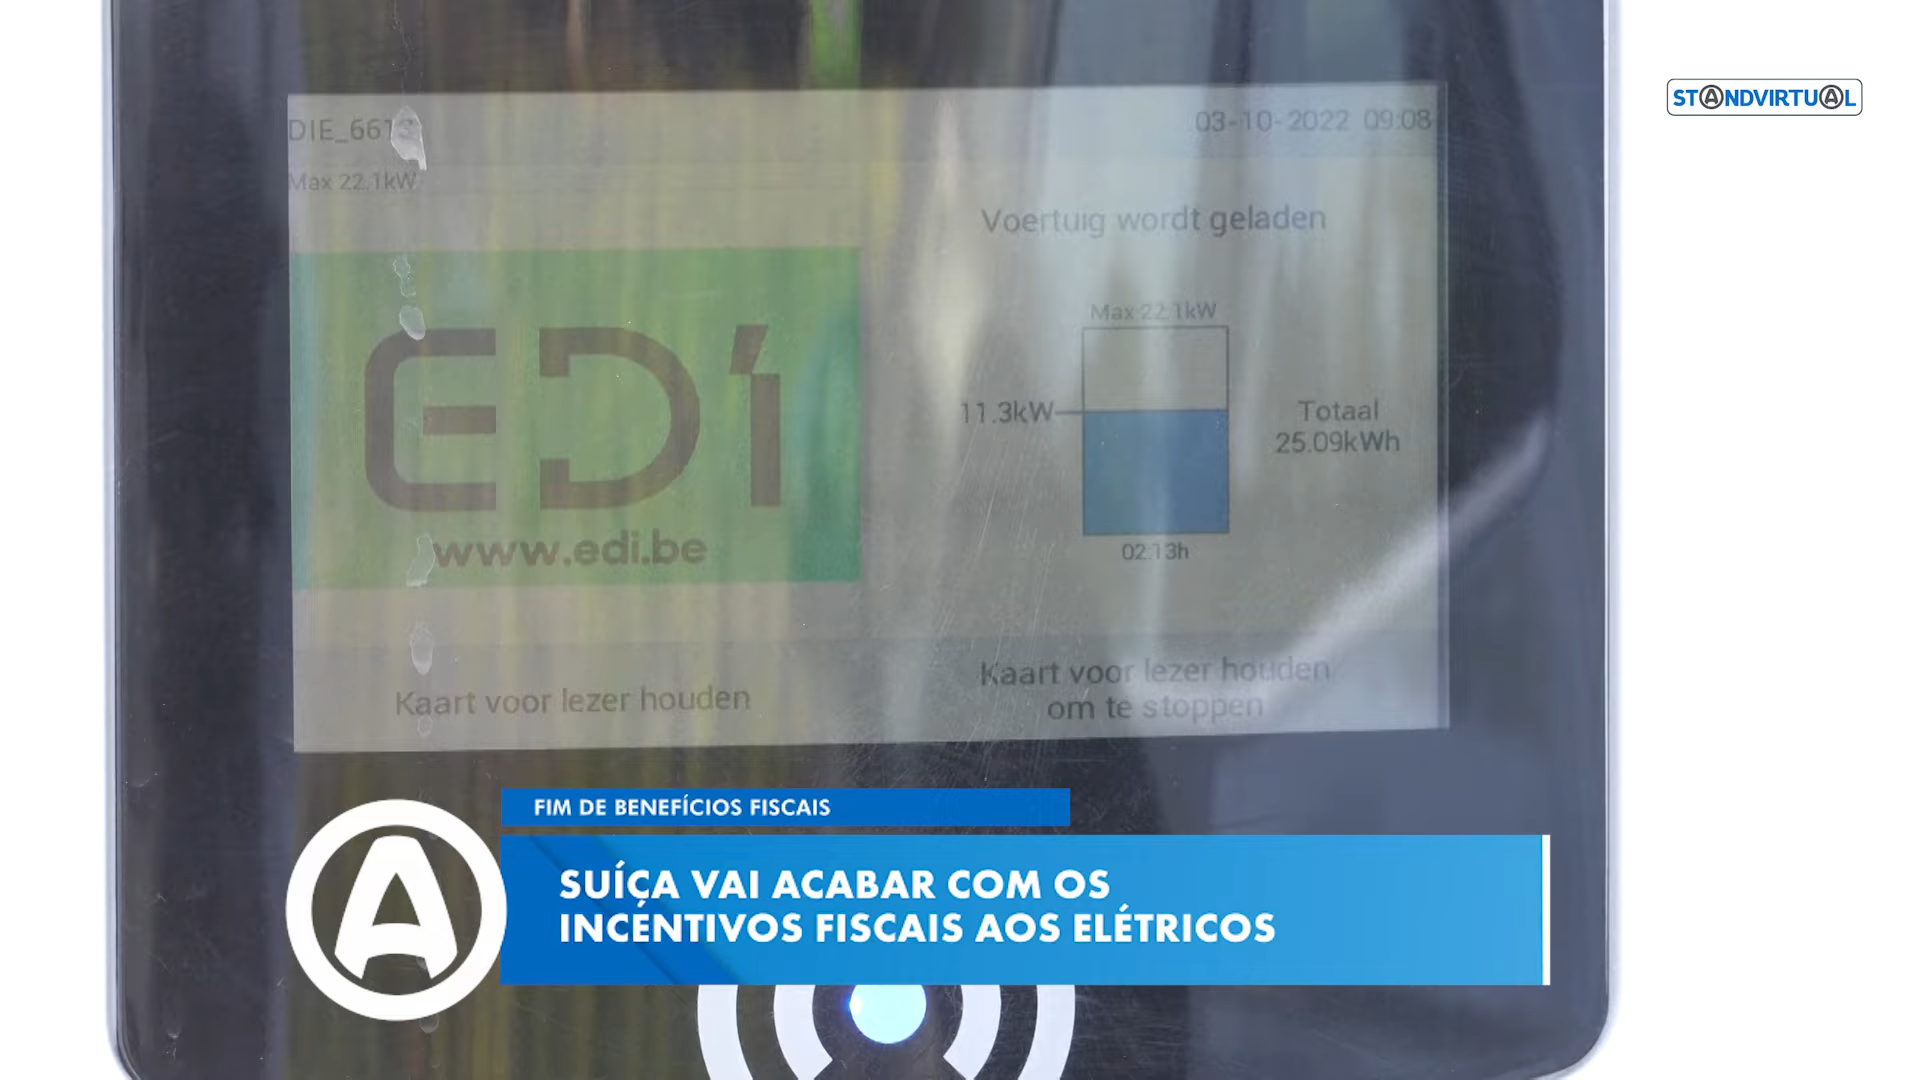 STANDVIRTUAL
03-10-2022 09:08
Max 22.1kW
Voertuig wordt geladen
Max 22.1kW
11.3kW
Totaal
25.09kWh
EDI
www.edi.be
02:13h
Kaart voor lezer houden
Kaart voor lezer houden
om te stoppen
FIM DE BENEFÍCIOS FISCAIS
SUÍÇA VAI ACABAR COM OS
INCENTIVOS FISCAIS AOS ELÉTRICOS